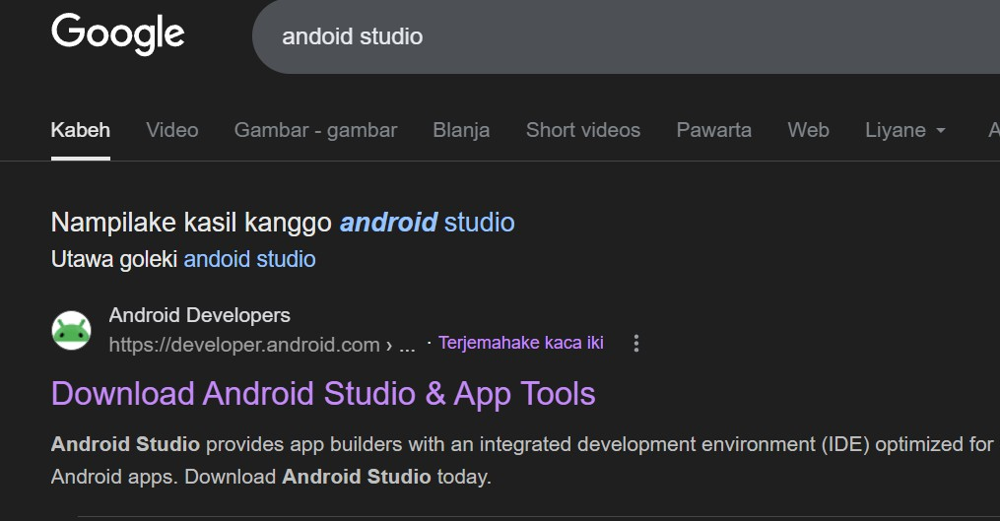 Google
andoid studio
Kabeh Video Gambar - gambar Blanja Short videos Pawarta Web Liyane A
Nampilake kasil kanggo android studio
Utawa goleki andoid studio
Android Developers
https://developer.android.com › ... · Terjemahake kaca iki
Download Android Studio & App Tools
Android Studio provides app builders with an integrated development environment (IDE) optimized for
Android apps. Download Android Studio today.